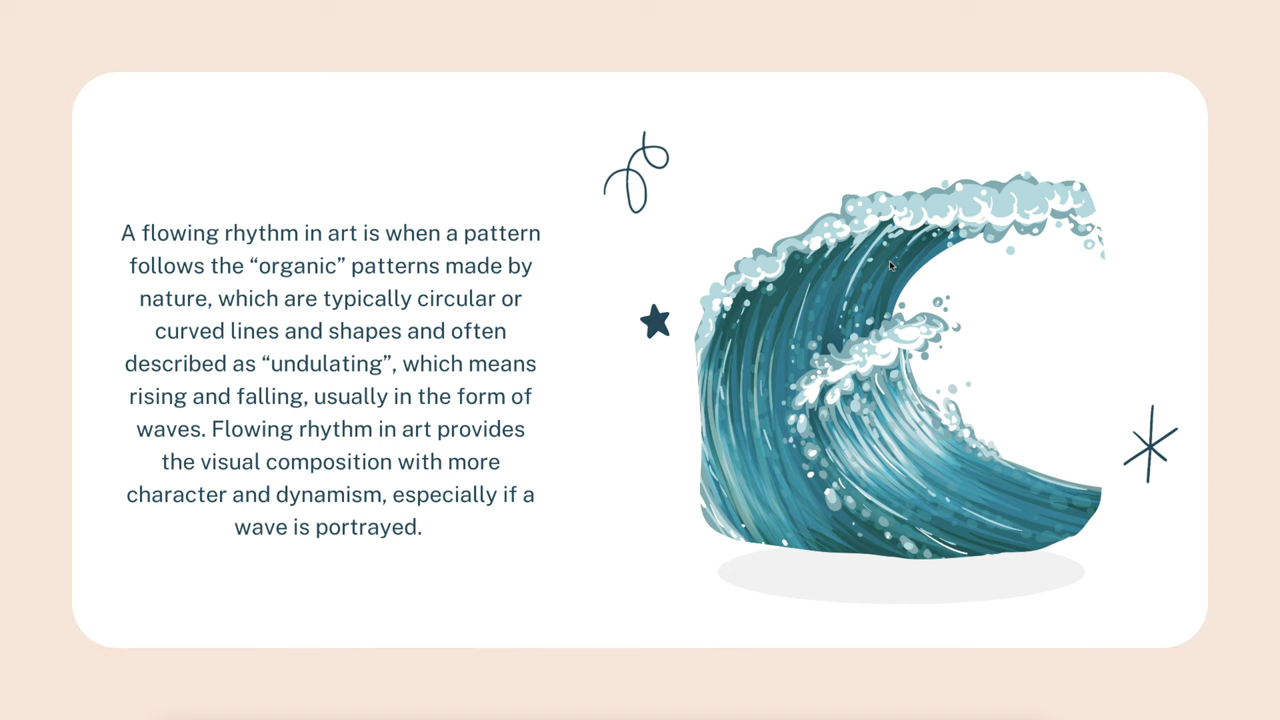 A flowing rhythm in art is when a pattern
follows the “organic” patterns made by
nature, which are typically circular or
curved lines and shapes and often
described as “undulating”, which means
rising and falling, usually in the form of
waves. Flowing rhythm in art provides
the visual composition with more
character and dynamism, especially if a
wave is portrayed.